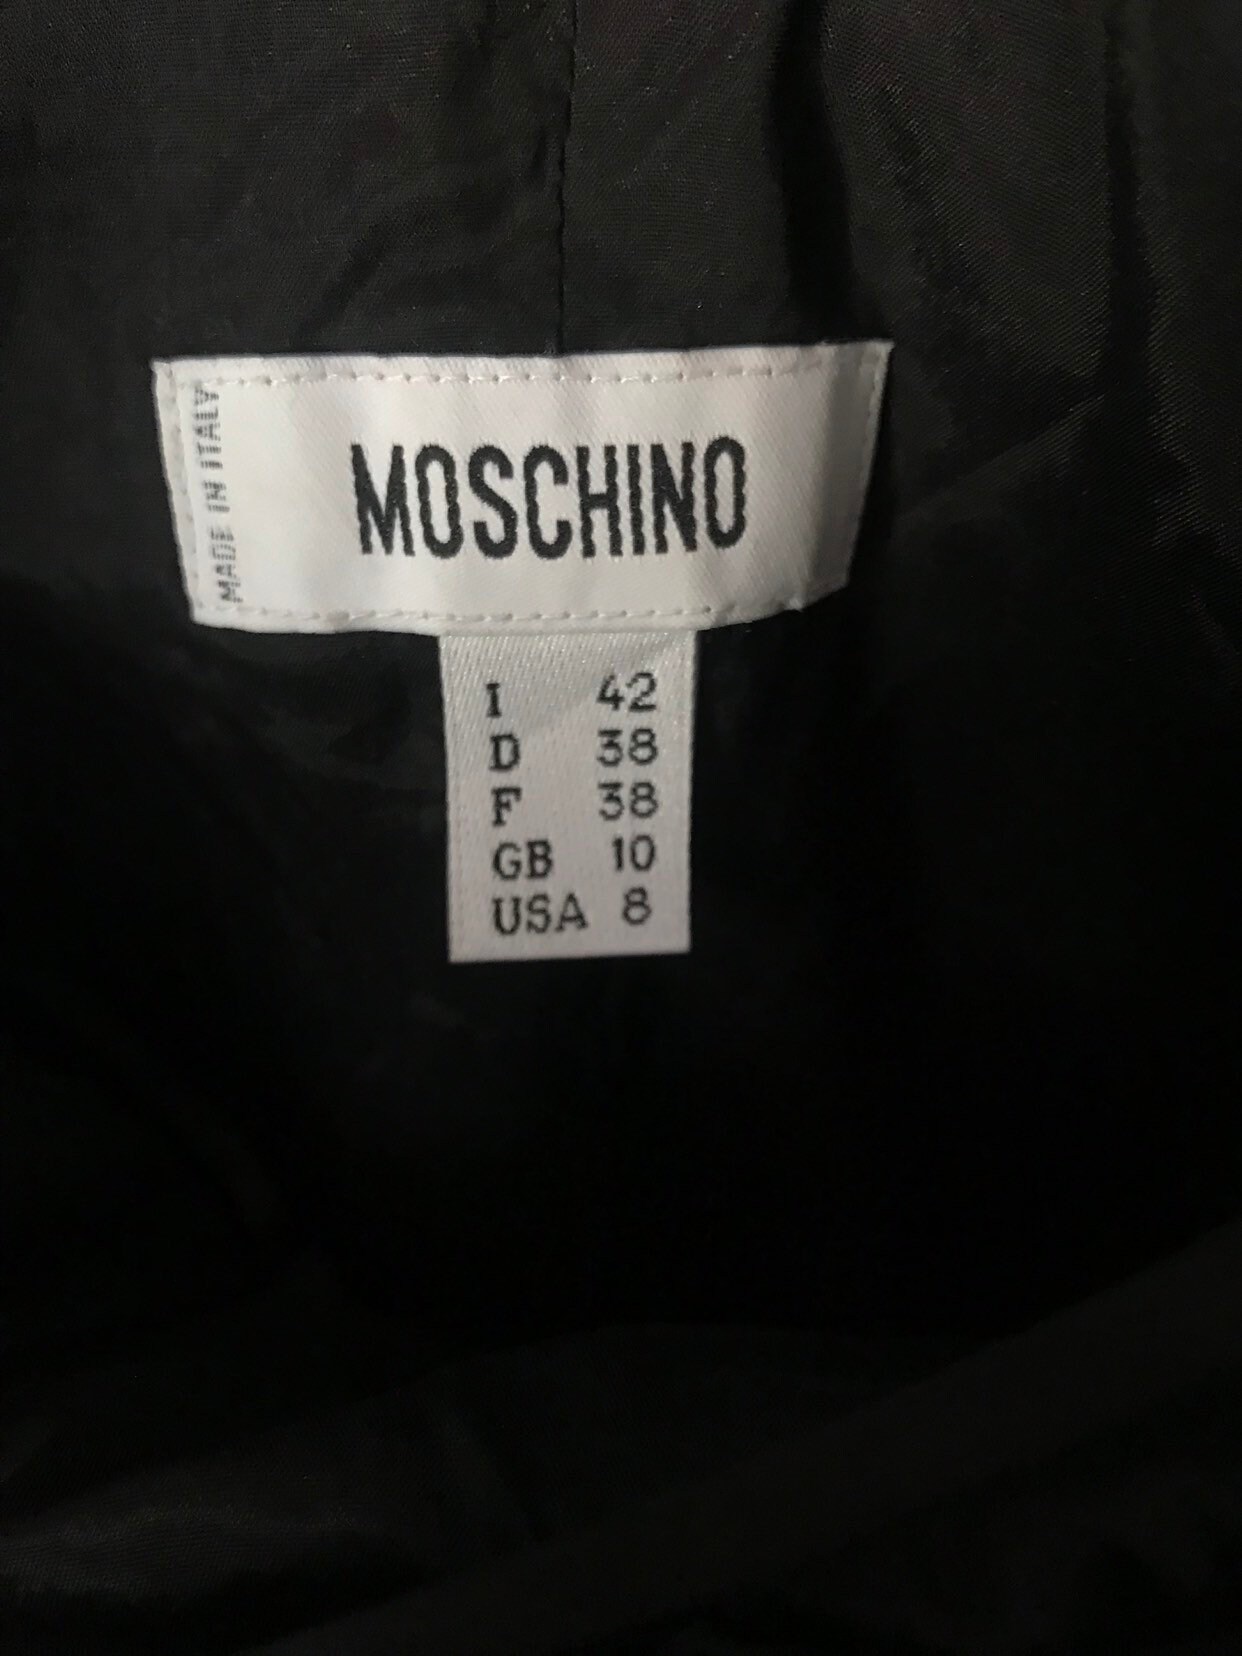 MADE IN ITALY
MOSCHINO
I 42
D 38
F 38
GB 10
USA 8